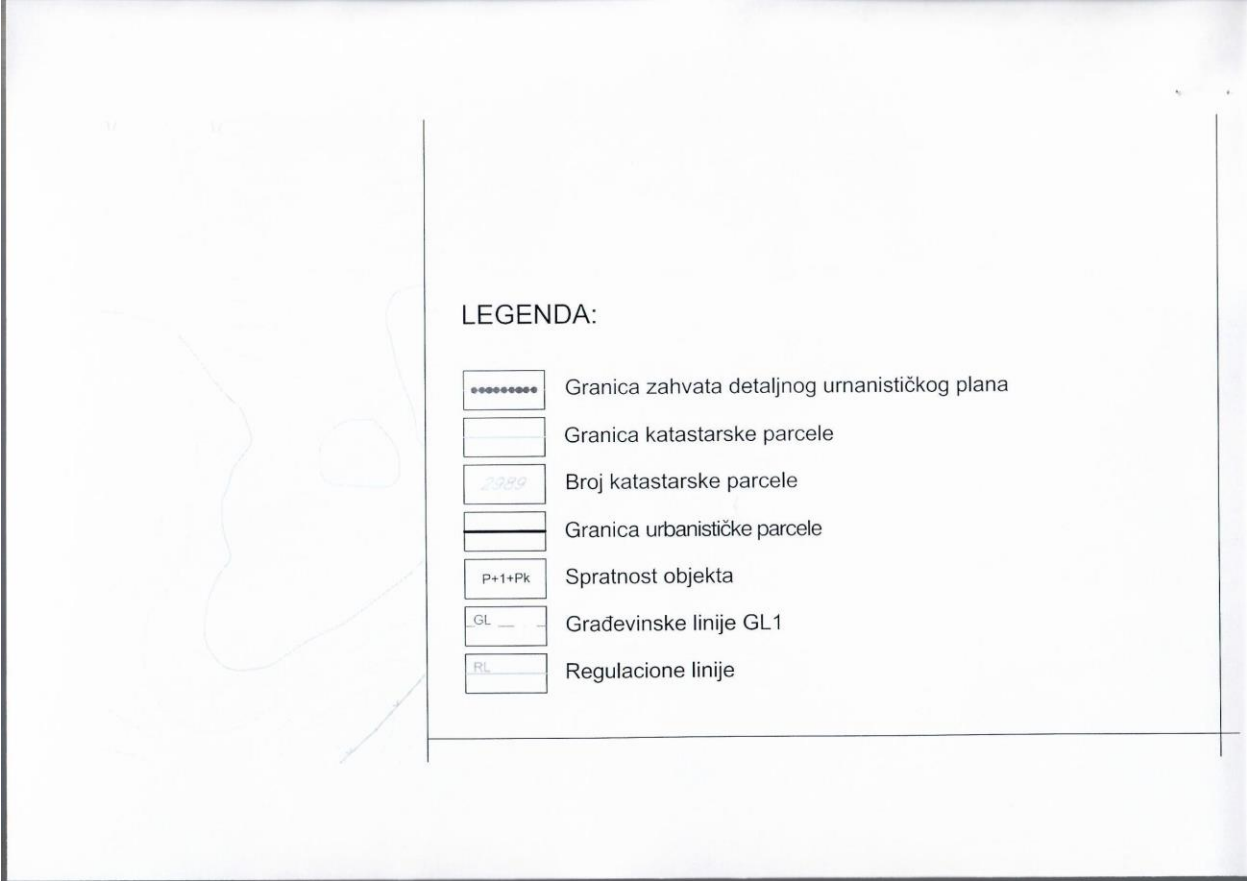 LEGENDA:
Granica zahvata detaljnog urnanističkog plana
Granica katastarske parcele
2989 Broj katastarske parcele
Granica urbanističke parcele
P+1+Pk Spratnost objekta
GL Građevinske linije GL1
RL Regulacione linije